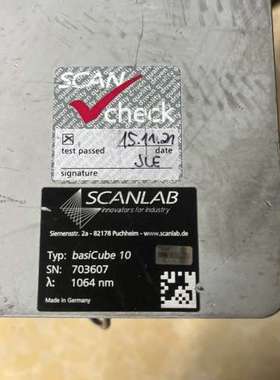 SCAN
check
15.11.21
test passed date
JLE
signature
SCANLAB
Innovators for Industry
Siemensstr. 2a - 82178 Puchheim - www.scanlab.de
Typ: basiCube 10
SN: 703607
λ: 1064 nm
Made in Germany